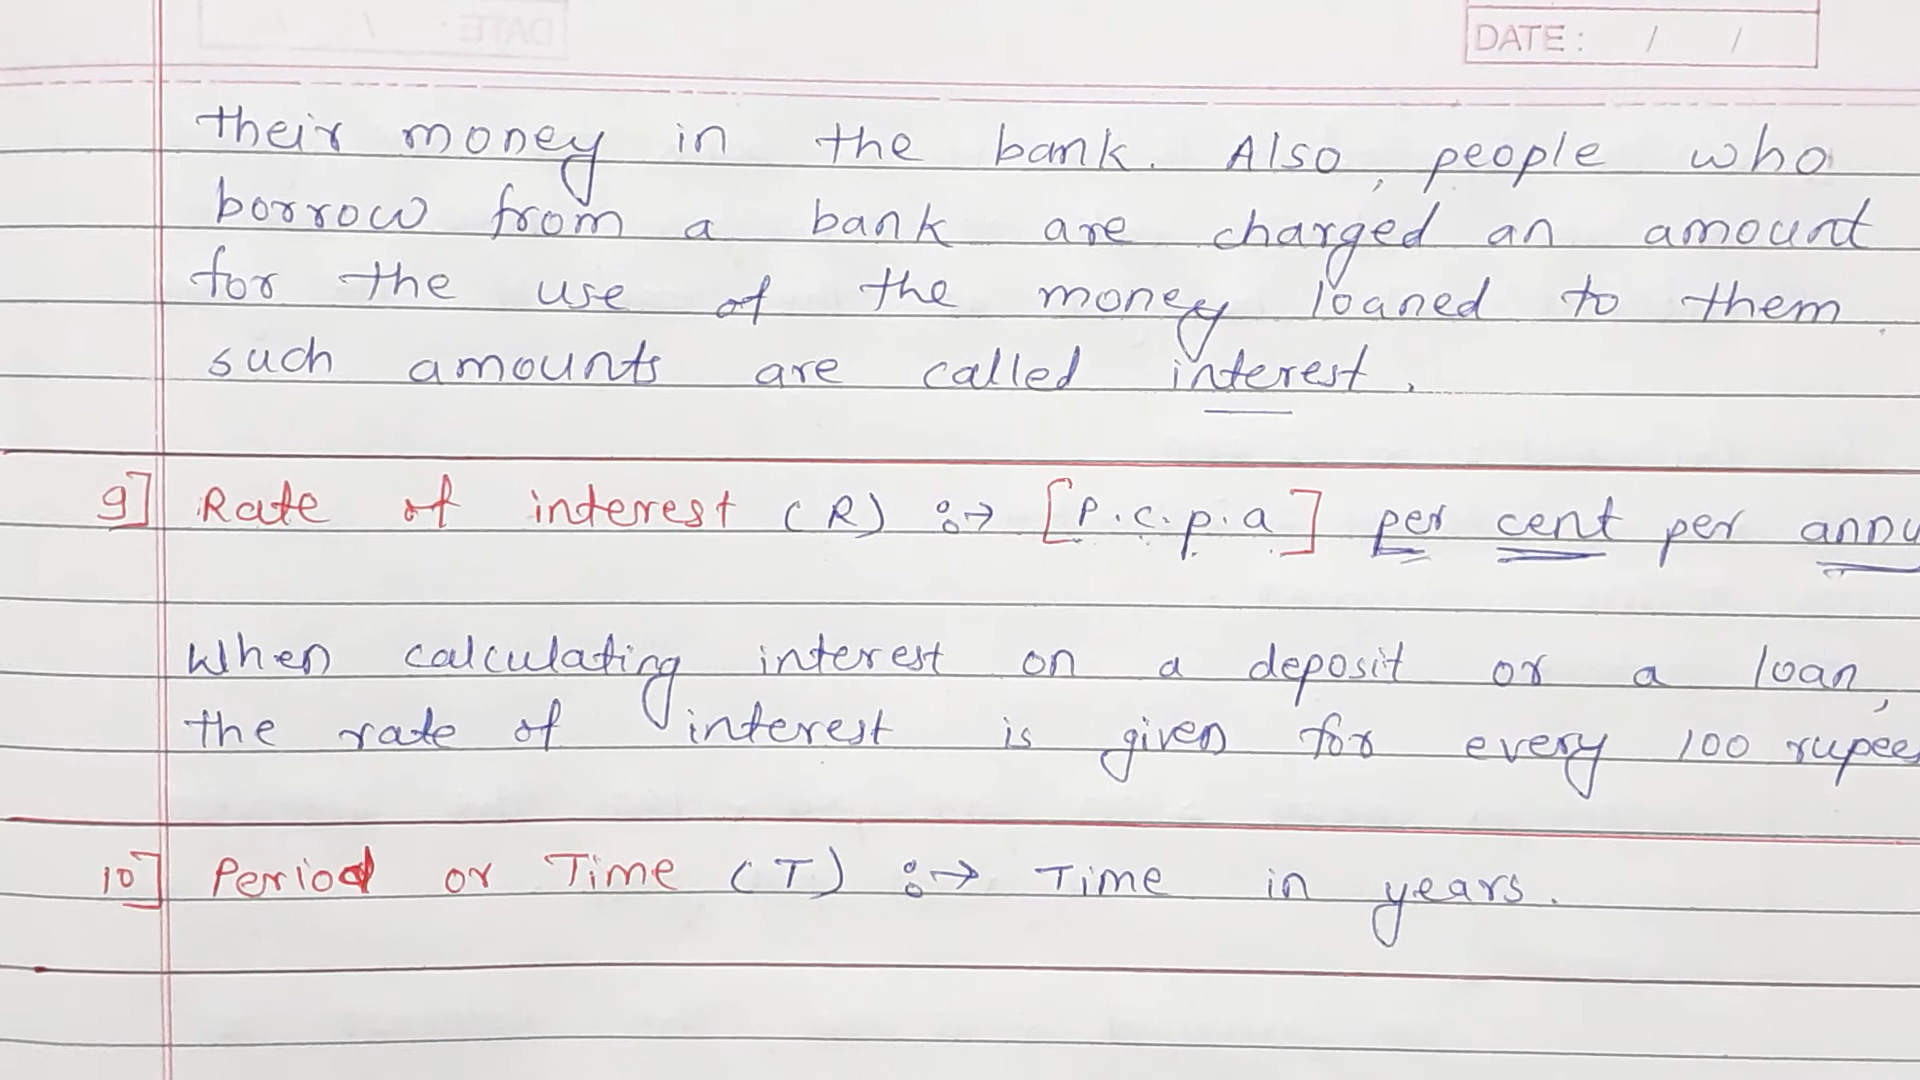 DATE : / /
their money in the bank. Also, people who
borrow from a bank are charged an amount
for the use of the money loaned to them.
such amounts are called interest.
9] Rate of interest (R) :→ [P.c.p.a] per cent per annu
When calculating interest on a deposit or a loan,
the rate of interest is given for every 100 rupees
10] Period or Time (T) :→ Time in years.